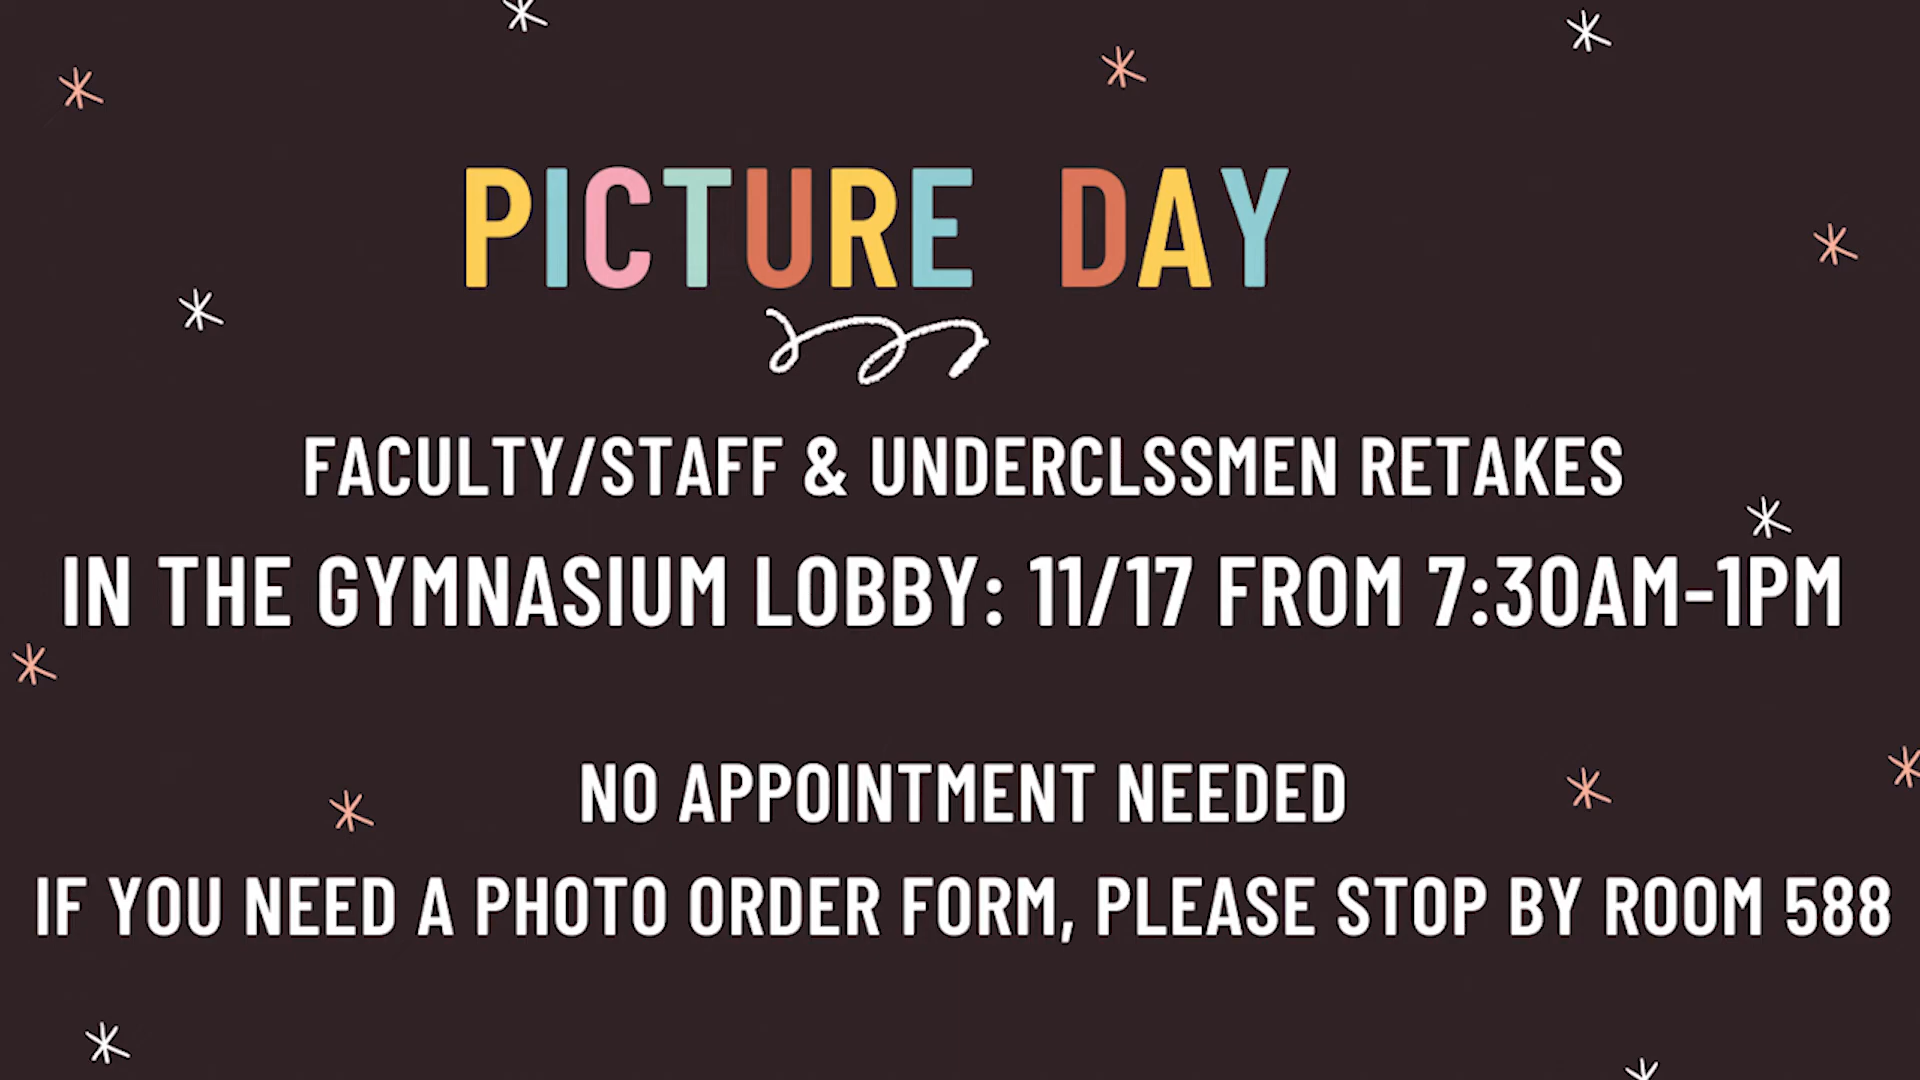 PICTURE DAY
FACULTY/STAFF & UNDERCLSSMEN RETAKES
IN THE GYMNASIUM LOBBY: 11/17 FROM 7:30AM-1PM
NO APPOINTMENT NEEDED
IF YOU NEED A PHOTO ORDER FORM, PLEASE STOP BY ROOM 588